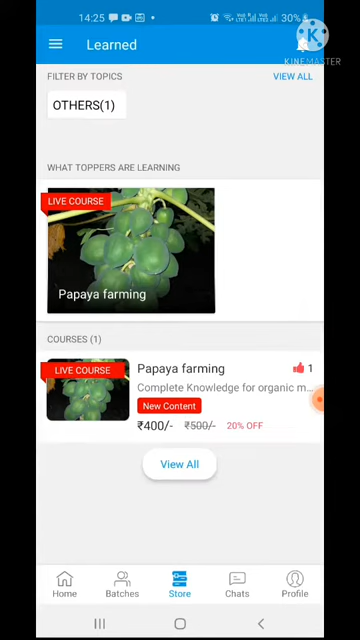 14:25
30%
Learned
KINEMASTER
FILTER BY TOPICS
VIEW ALL
OTHERS(1)
WHAT TOPPERS ARE LEARNING
LIVE COURSE
Papaya farming
COURSES (1)
LIVE COURSE
Papaya farming
1
Complete Knowledge for organic m...
New Content
₹400/- ₹500/- 20% OFF
View All
Home
Batches
Store
Chats
Profile